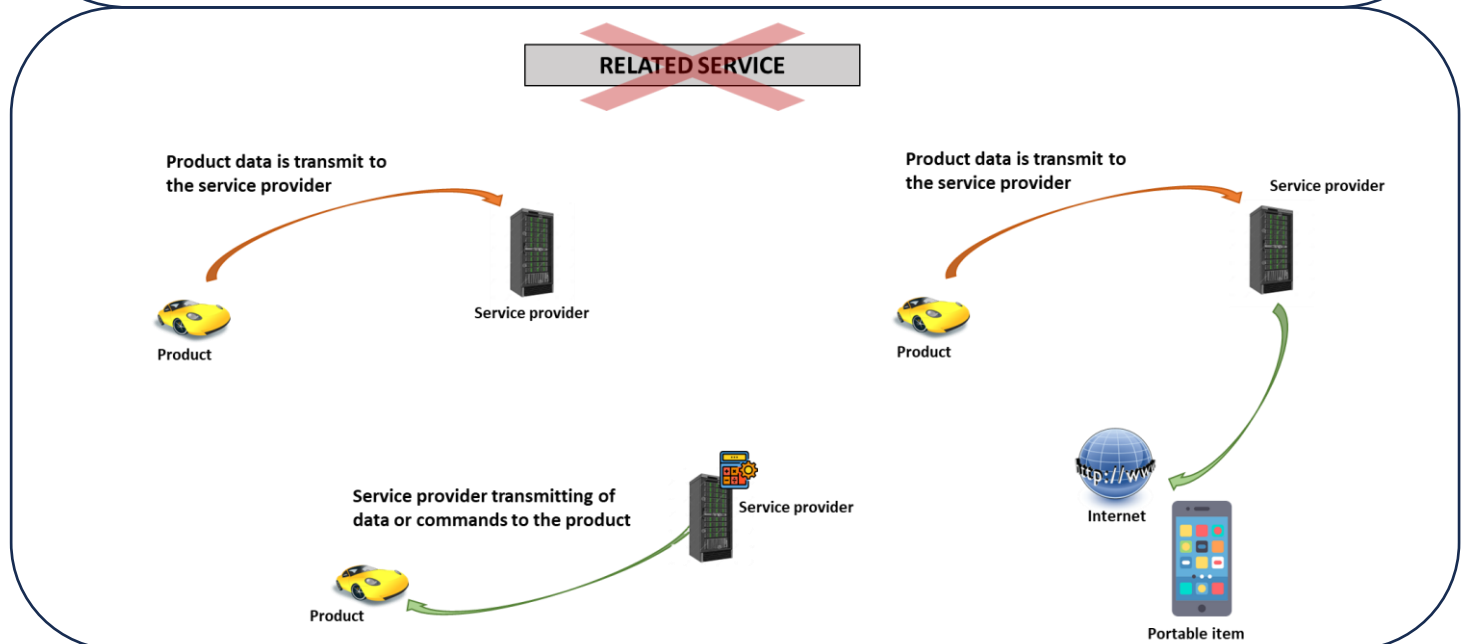 RELATED SERVICE
Product data is transmit to
the service provider
Service provider
Product
Product data is transmit to
the service provider
Service provider
Product
http://www
Internet
Portable item
Service provider transmitting of
data or commands to the product
Service provider
Product